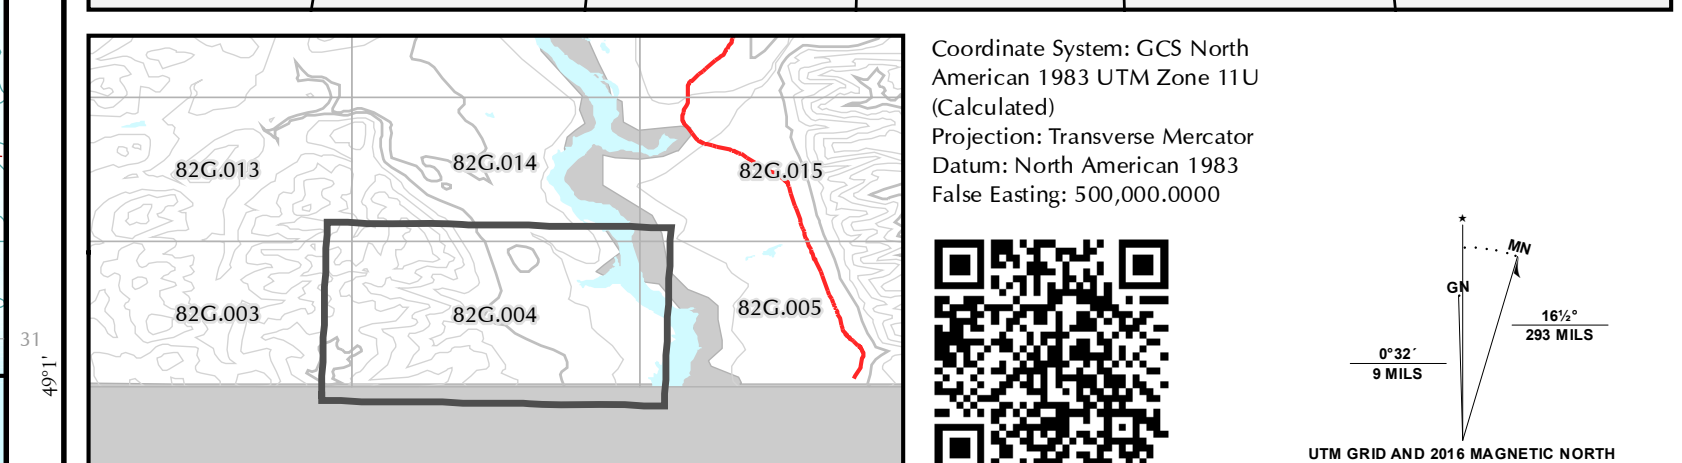 31
49°1'
82G.013
82G.014
82G.015
82G.003
82G.004
82G.005
Coordinate System: GCS North
American 1983 UTM Zone 11U
(Calculated)
Projection: Transverse Mercator
Datum: North American 1983
False Easting: 500,000.0000
MN
GN
16½°
293 MILS
0°32´
9 MILS
UTM GRID AND 2016 MAGNETIC NORTH